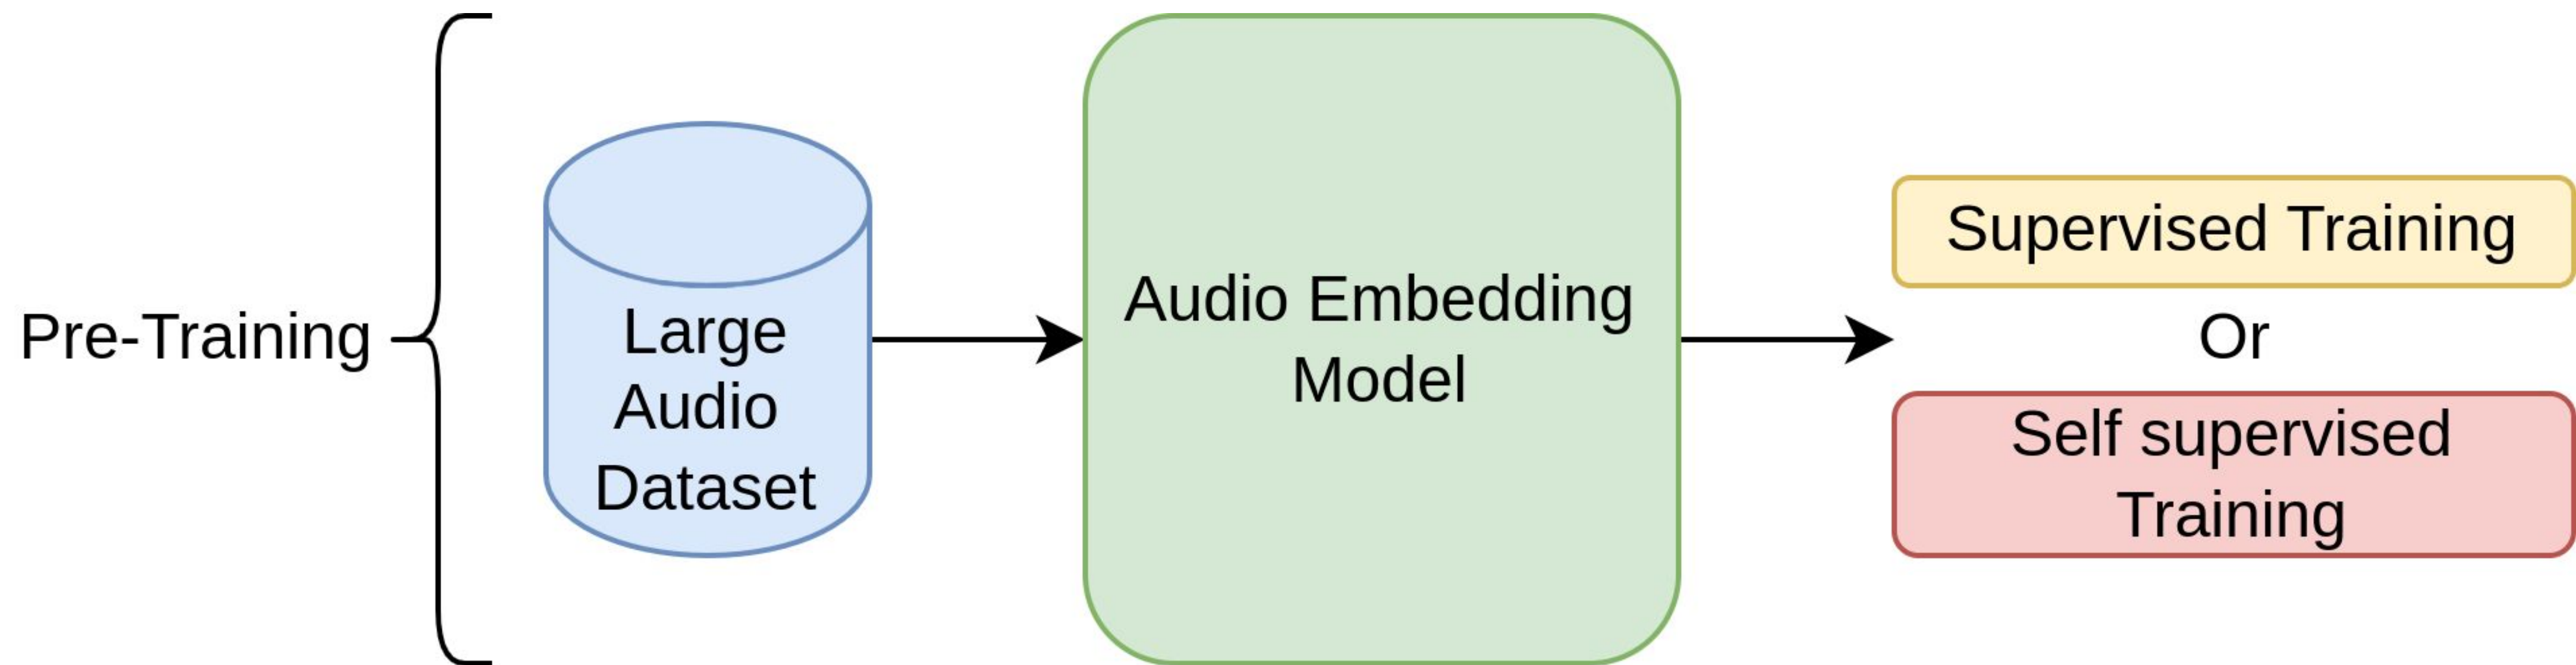 Pre-Training
Large
Audio
Dataset
Audio Embedding
Model
Supervised Training
Or
Self supervised
Training